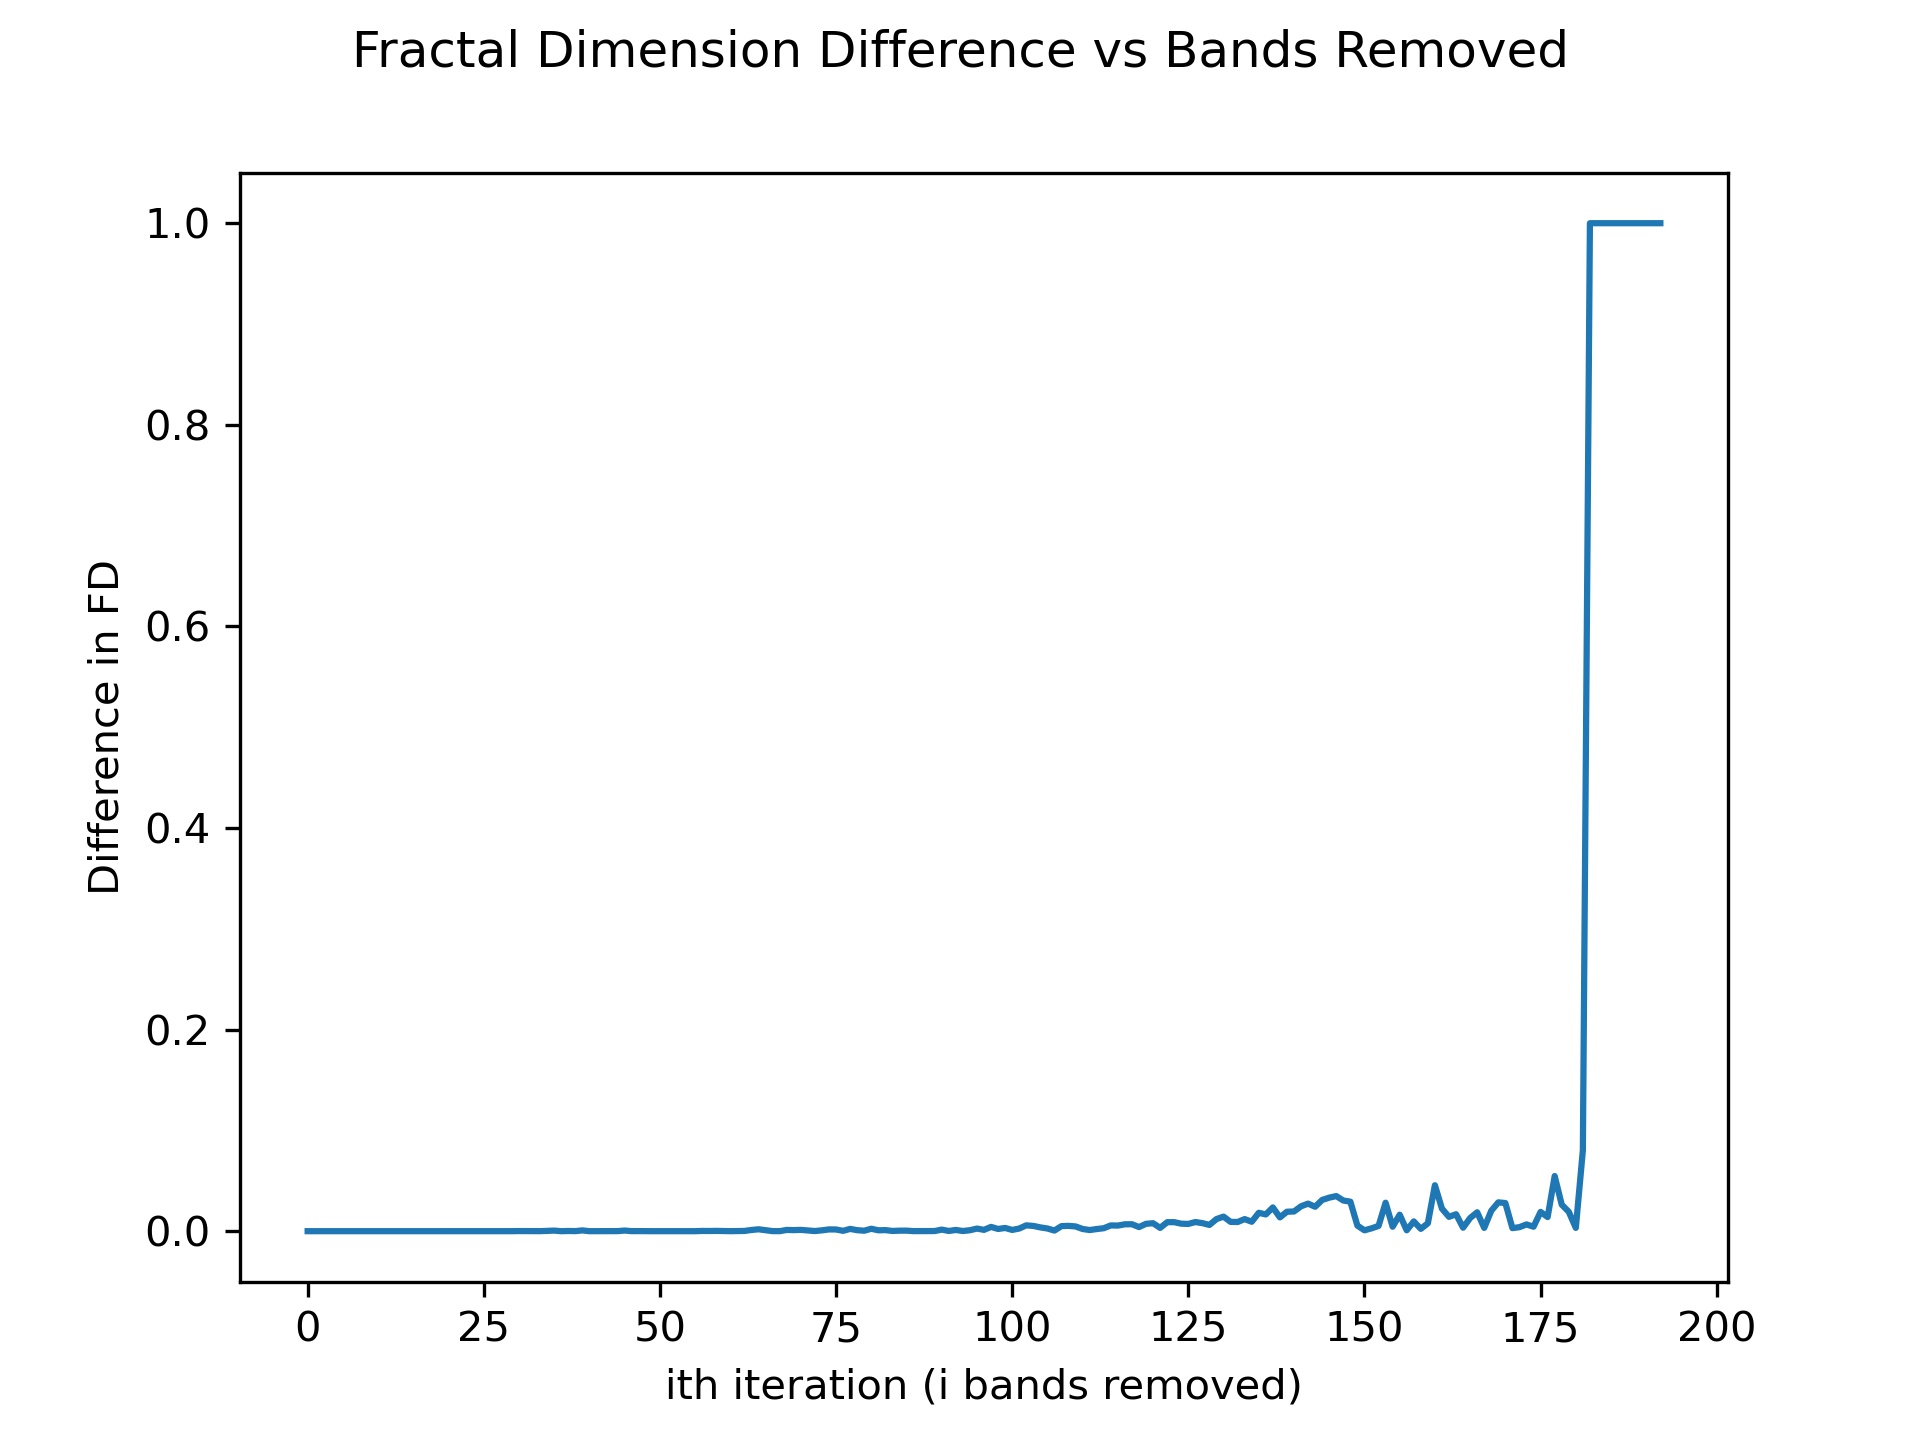 Fractal Dimension Difference vs Bands Removed
1.0
0.8
0.6
0.4
0.2
0.0
Difference in FD
0 25 50 75 100 125 150 175 200
ith iteration (i bands removed)